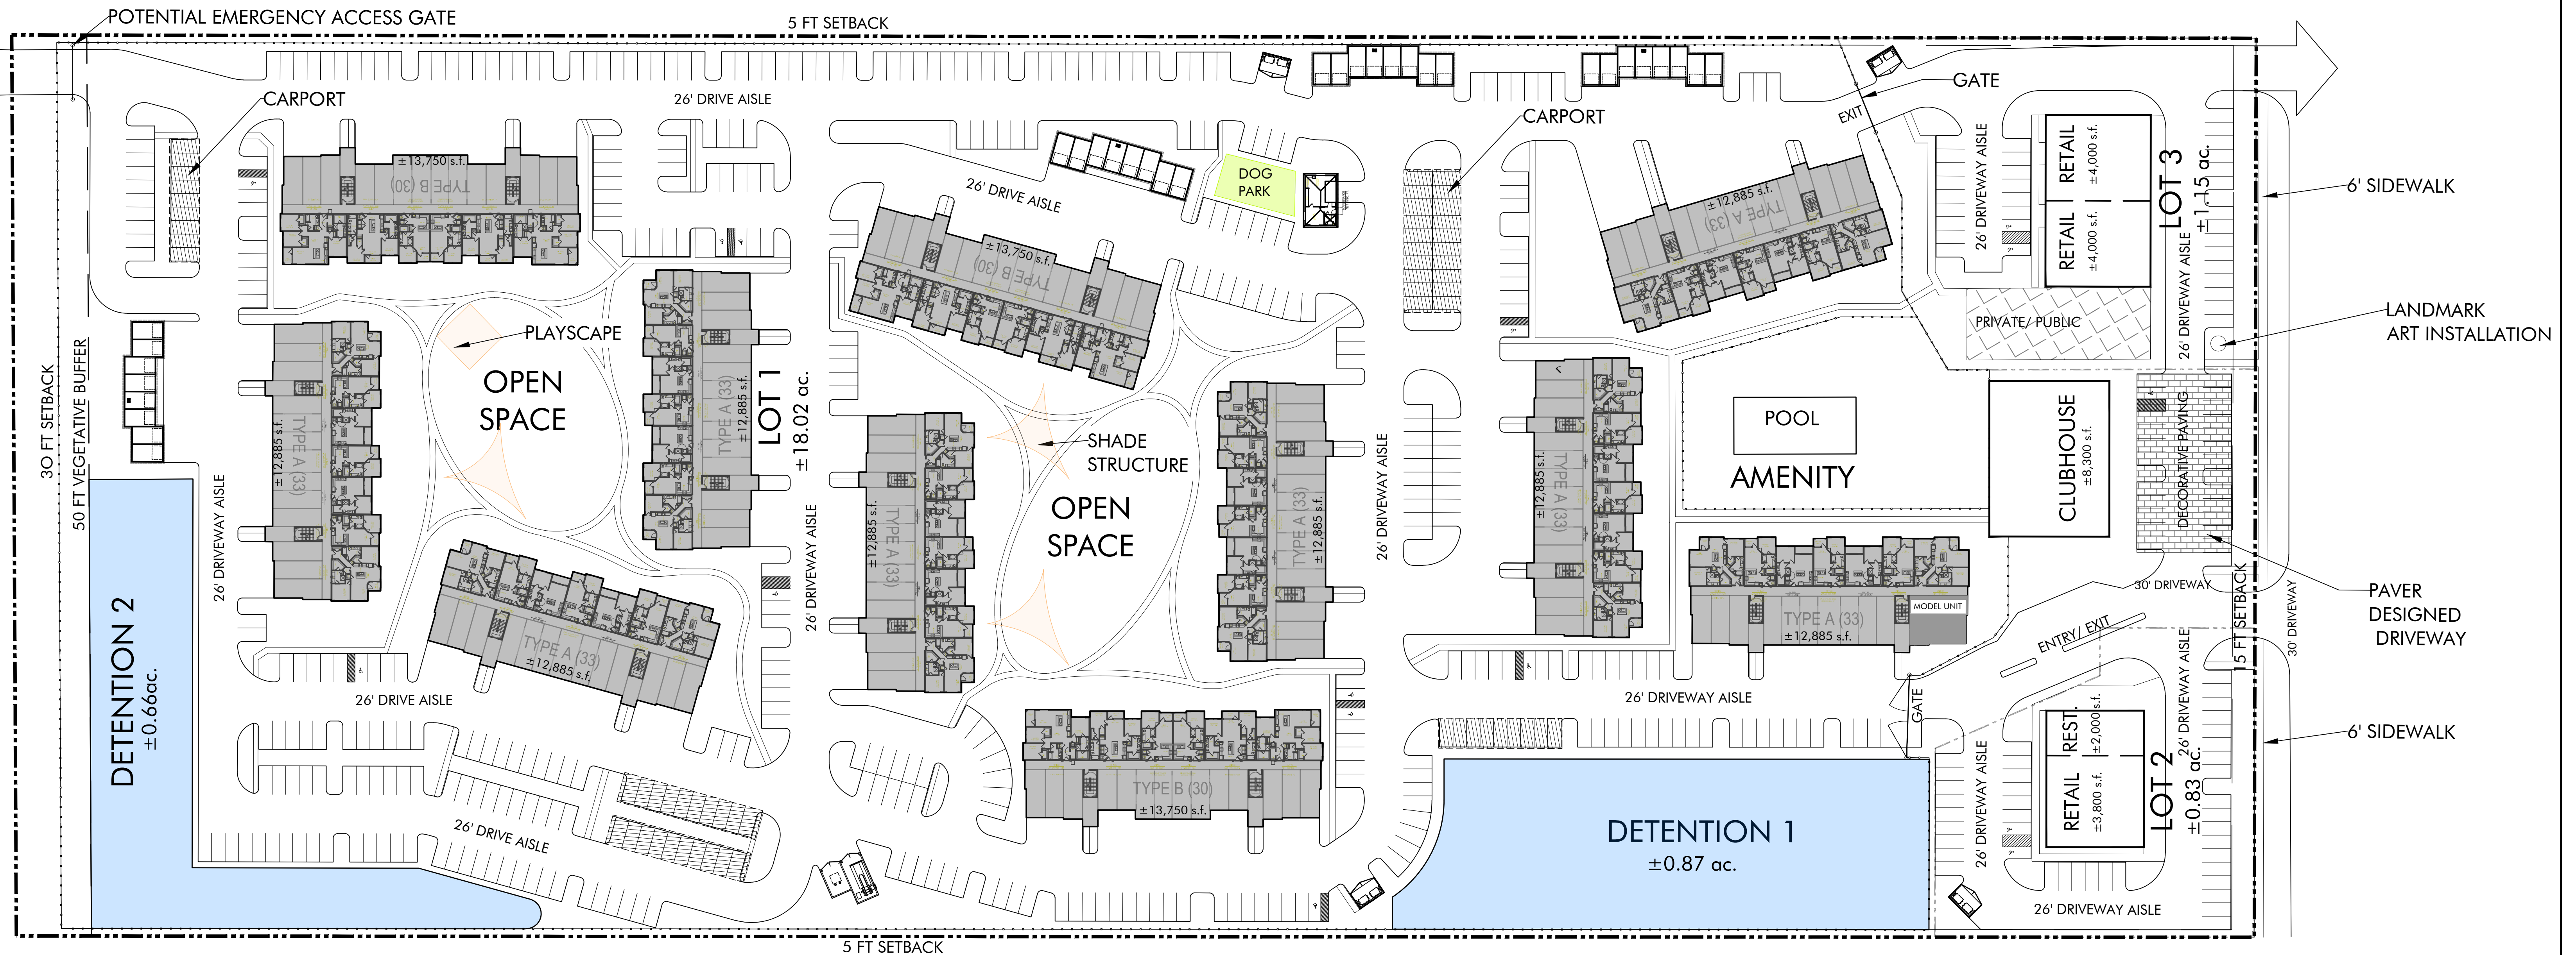 POTENTIAL EMERGENCY ACCESS GATE
5 FT SETBACK
GATE
CARPORT
26' DRIVE AISLE
CARPORT
EXIT
±13,750 s.f.
TYPE B (30)
26' DRIVE AISLE
DOG
PARK
±12,885 s.f.
TYPE A (33)
26' DRIVEWAY AISLE
RETAIL
±4,000 s.f.
RETAIL
±4,000 s.f.
LOT 3
±1.15 ac.
26' DRIVEWAY AISLE
6' SIDEWALK
±13,750 s.f.
TYPE B (30)
PRIVATE/ PUBLIC
LANDMARK
ART INSTALLATION
PLAYSCAPE
OPEN
SPACE
30 FT SETBACK
50 FT VEGETATIVE BUFFER
TYPE A (33)
±12,885 s.f.
TYPE A (33)
±12,885 s.f.
LOT 1
±18.02 ac.
SHADE
STRUCTURE
OPEN
SPACE
TYPE A (33)
±12,885 s.f.
TYPE A (33)
±12,885 s.f.
26' DRIVEWAY AISLE
TYPE A (33)
±12,885 s.f.
POOL
AMENITY
CLUBHOUSE
±8,300 s.f.
DECORATIVE PAVING
26' DRIVEWAY AISLE
26' DRIVEWAY AISLE
DETENTION 2
±0.66ac.
TYPE A (33)
±12,885 s.f.
MODEL UNIT
TYPE A (33)
±12,885 s.f.
30' DRIVEWAY
15 FT SETBACK
30' DRIVEWAY
PAVER
DESIGNED
DRIVEWAY
ENTRY/ EXIT
26' DRIVE AISLE
26' DRIVEWAY AISLE
GATE
26' DRIVEWAY AISLE
REST.
±2,000 s.f.
RETAIL
±3,800 s.f.
LOT 2
±0.83 ac.
26' DRIVEWAY AISLE
6' SIDEWALK
TYPE B (30)
±13,750 s.f.
26' DRIVE AISLE
DETENTION 1
±0.87 ac.
26' DRIVEWAY AISLE
5 FT SETBACK